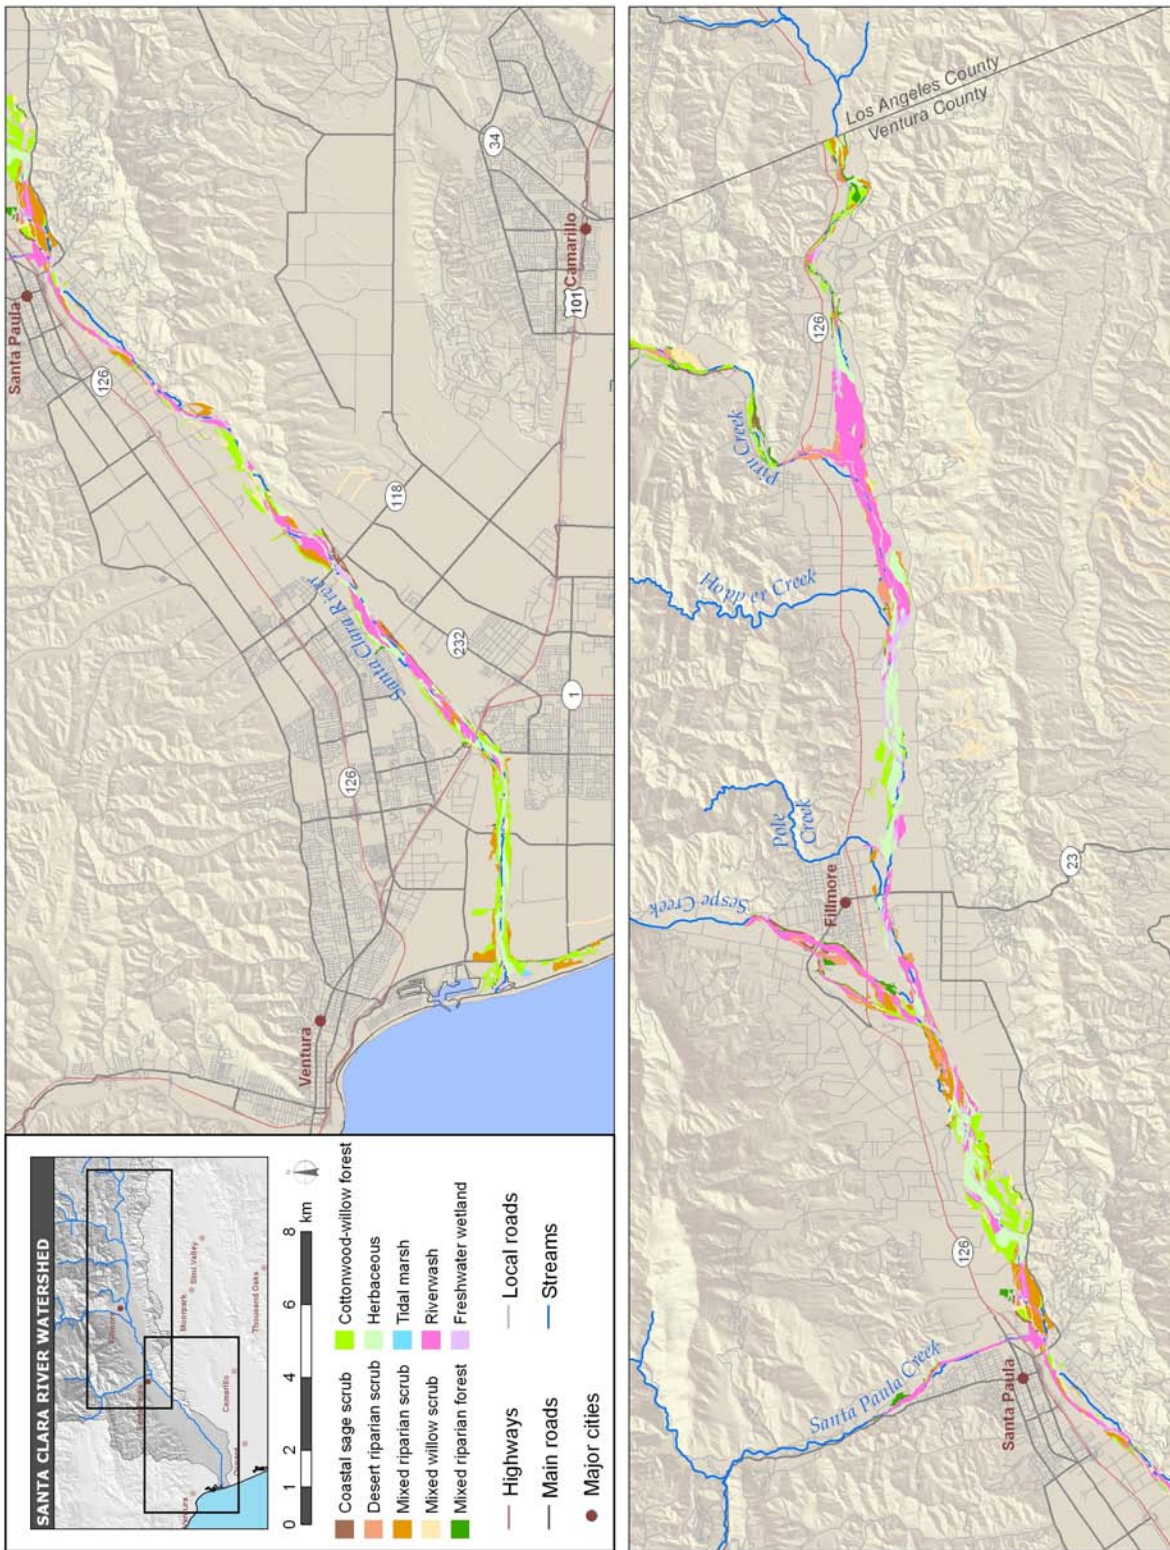 SANTA CLARA RIVER WATERSHED
Fillmore
Simi Valley
Moorpark
Thousand Oaks
Camarillo
Ventura
0 1 2 4 6 8
km
Coastal sage scrub
Desert riparian scrub
Mixed riparian scrub
Mixed willow scrub
Mixed riparian forest
Cottonwood-willow forest
Herbaceous
Tidal marsh
Riverwash
Freshwater wetland
Highways
Main roads
Major cities
Local roads
Streams
Santa Paula
126
Santa Clara River
118
232
126
1
101
34
Camarillo
Ventura
Los Angeles County
Ventura County
126
Piru Creek
Hopper Creek
Pole
Creek
Sespe Creek
Fillmore
23
126
Santa Paula Creek
Santa Paula